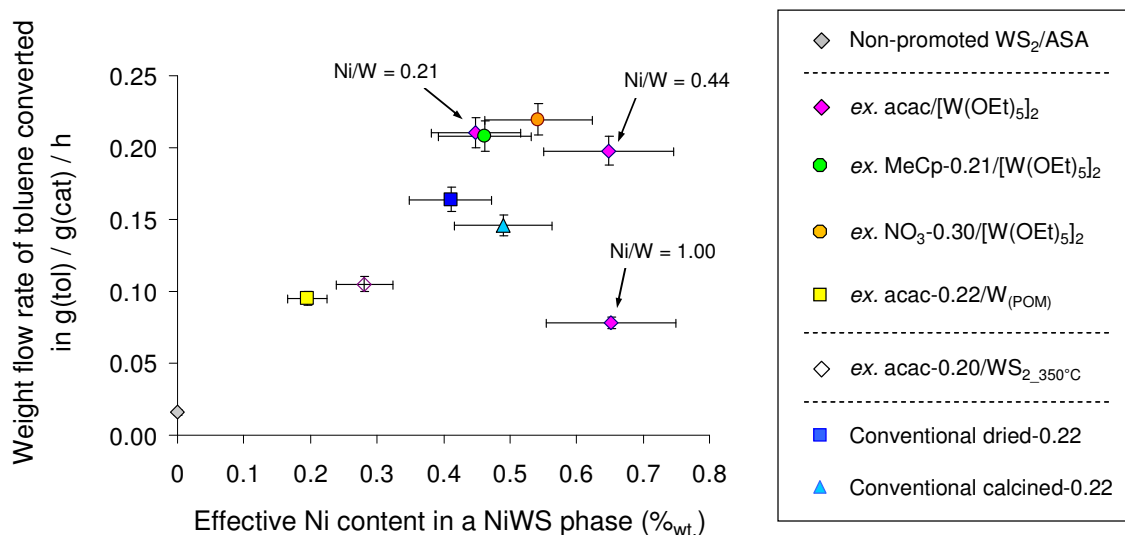 Weight flow rate of toluene converted
in g(tol) / g(cat) / h
0.25
0.20
0.15
0.10
0.05
0.00
Ni/W = 0.21
Ni/W = 0.44
Ni/W = 1.00
0 0.1 0.2 0.3 0.4 0.5 0.6 0.7 0.8
Effective Ni content in a NiWS phase (%wt.)
Non-promoted WS2/ASA
ex. acac/[W(OEt)5]2
ex. MeCp-0.21/[W(OEt)5]2
ex. NO3-0.30/[W(OEt)5]2
ex. acac-0.22/W(POM)
ex. acac-0.20/WS2_350°C
Conventional dried-0.22
Conventional calcined-0.22